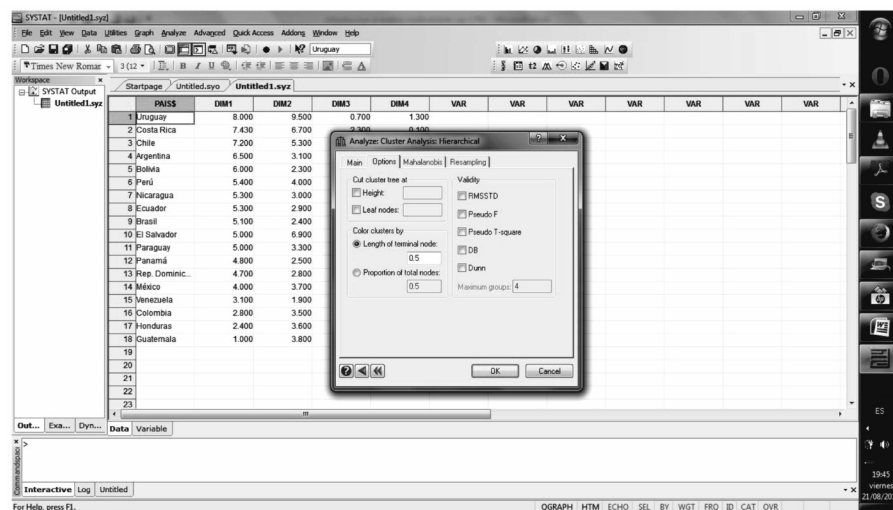 SYSTAT - [Untitled1.syz]
File Edit View Data Utilities Graph Analyze Advanced Quick Access Addons Window Help
Uruguay
Times New Romar 3 (12 B I U
Workspace
SYSTAT Output
Untitled1.syz
Startpage Untitled.syo Untitled1.syz
PAIS$ DIM1 DIM2 DIM3 DIM4 VAR VAR VAR VAR VAR VAR VAR
1 Uruguay 8.000 9.500 0.700 1.300
2 Costa Rica 7.430 6.700 2.300 0.100
3 Chile 7.200 5.300
4 Argentina 6.500 3.100
5 Bolivia 6.000 2.300
6 Perú 5.400 4.000
7 Nicaragua 5.300 3.000
8 Ecuador 5.300 2.900
9 Brasil 5.100 2.400
10 El Salvador 5.000 6.900
11 Paraguay 5.000 3.300
12 Panamá 4.800 2.500
13 Rep. Dominic... 4.700 2.800
14 México 4.000 3.700
15 Venezuela 3.100 1.900
16 Colombia 2.800 3.500
17 Honduras 2.400 3.600
18 Guatemala 1.000 3.800
19
20
21
22
23
Analyze: Cluster Analysis: Hierarchical
Main Options Mahalanobis Resampling
Cut cluster tree at
Height:
Leaf nodes:
Color clusters by
Length of terminal node:
0.5
Proportion of total nodes:
0.5
Validity
RMSSTD
Pseudo F
Pseudo T-square
DB
Dunn
Maximum groups: 4
OK Cancel
Out... Exa... Dyn...
Data Variable
Commandspace
>
Interactive Log Untitled
For Help, press F1.
QGRAPH HTM ECHO SEL BY WGT FRQ ID CAT OVR
ES
19:45
viernes
21/08/20